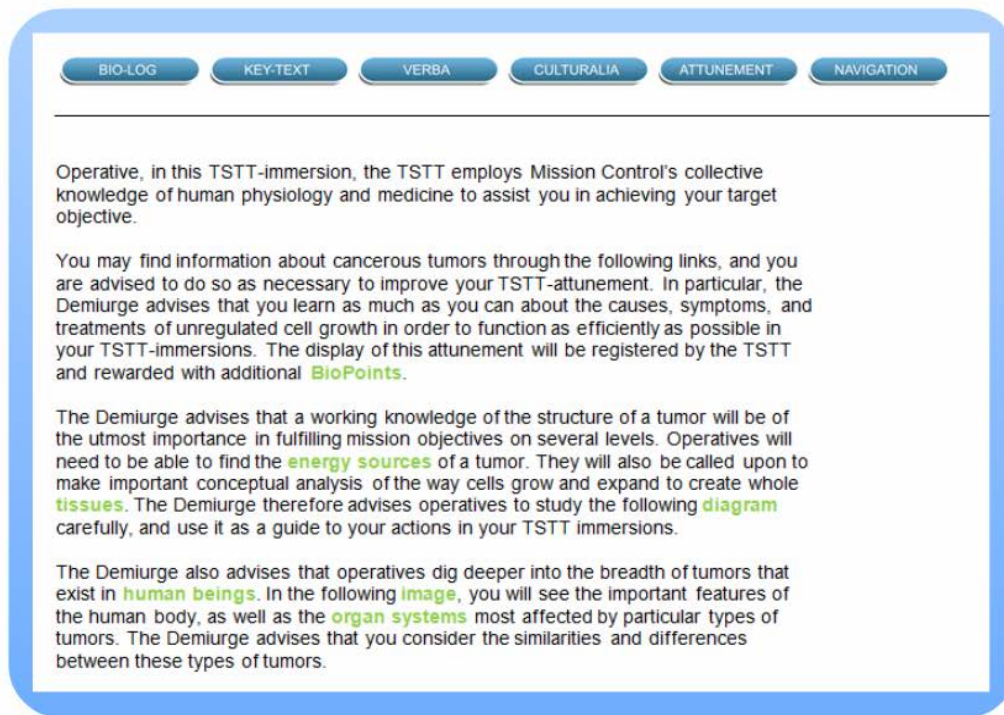 BIO-LOG KEY-TEXT VERBA CULTURALIA ATTUNEMENT NAVIGATION
Operative, in this TSTT-immersion, the TSTT employs Mission Control's collective
knowledge of human physiology and medicine to assist you in achieving your target
objective.
You may find information about cancerous tumors through the following links, and you
are advised to do so as necessary to improve your TSTT-attunement. In particular, the
Demiurge advises that you learn as much as you can about the causes, symptoms, and
treatments of unregulated cell growth in order to function as efficiently as possible in
your TSTT-immersions. The display of this attunement will be registered by the TSTT
and rewarded with additional BioPoints.
The Demiurge advises that a working knowledge of the structure of a tumor will be of
the utmost importance in fulfilling mission objectives on several levels. Operatives will
need to be able to find the energy sources of a tumor. They will also be called upon to
make important conceptual analysis of the way cells grow and expand to create whole
tissues. The Demiurge therefore advises operatives to study the following diagram
carefully, and use it as a guide to your actions in your TSTT immersions.
The Demiurge also advises that operatives dig deeper into the breadth of tumors that
exist in human beings. In the following image, you will see the important features of
the human body, as well as the organ systems most affected by particular types of
tumors. The Demiurge advises that you consider the similarities and differences
between these types of tumors.